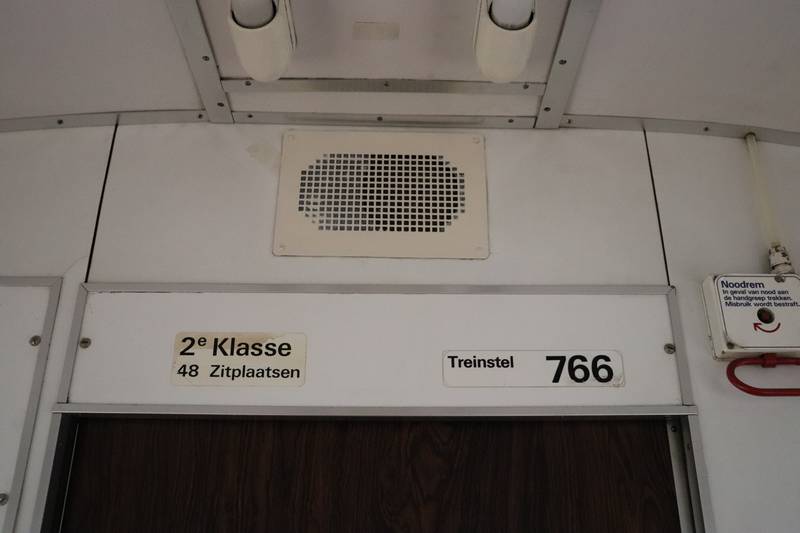 2e Klasse
48 Zitplaatsen
Treinstel 766
Noodrem
In geval van nood aan
de handgreep trekken.
Misbruik wordt bestraft.